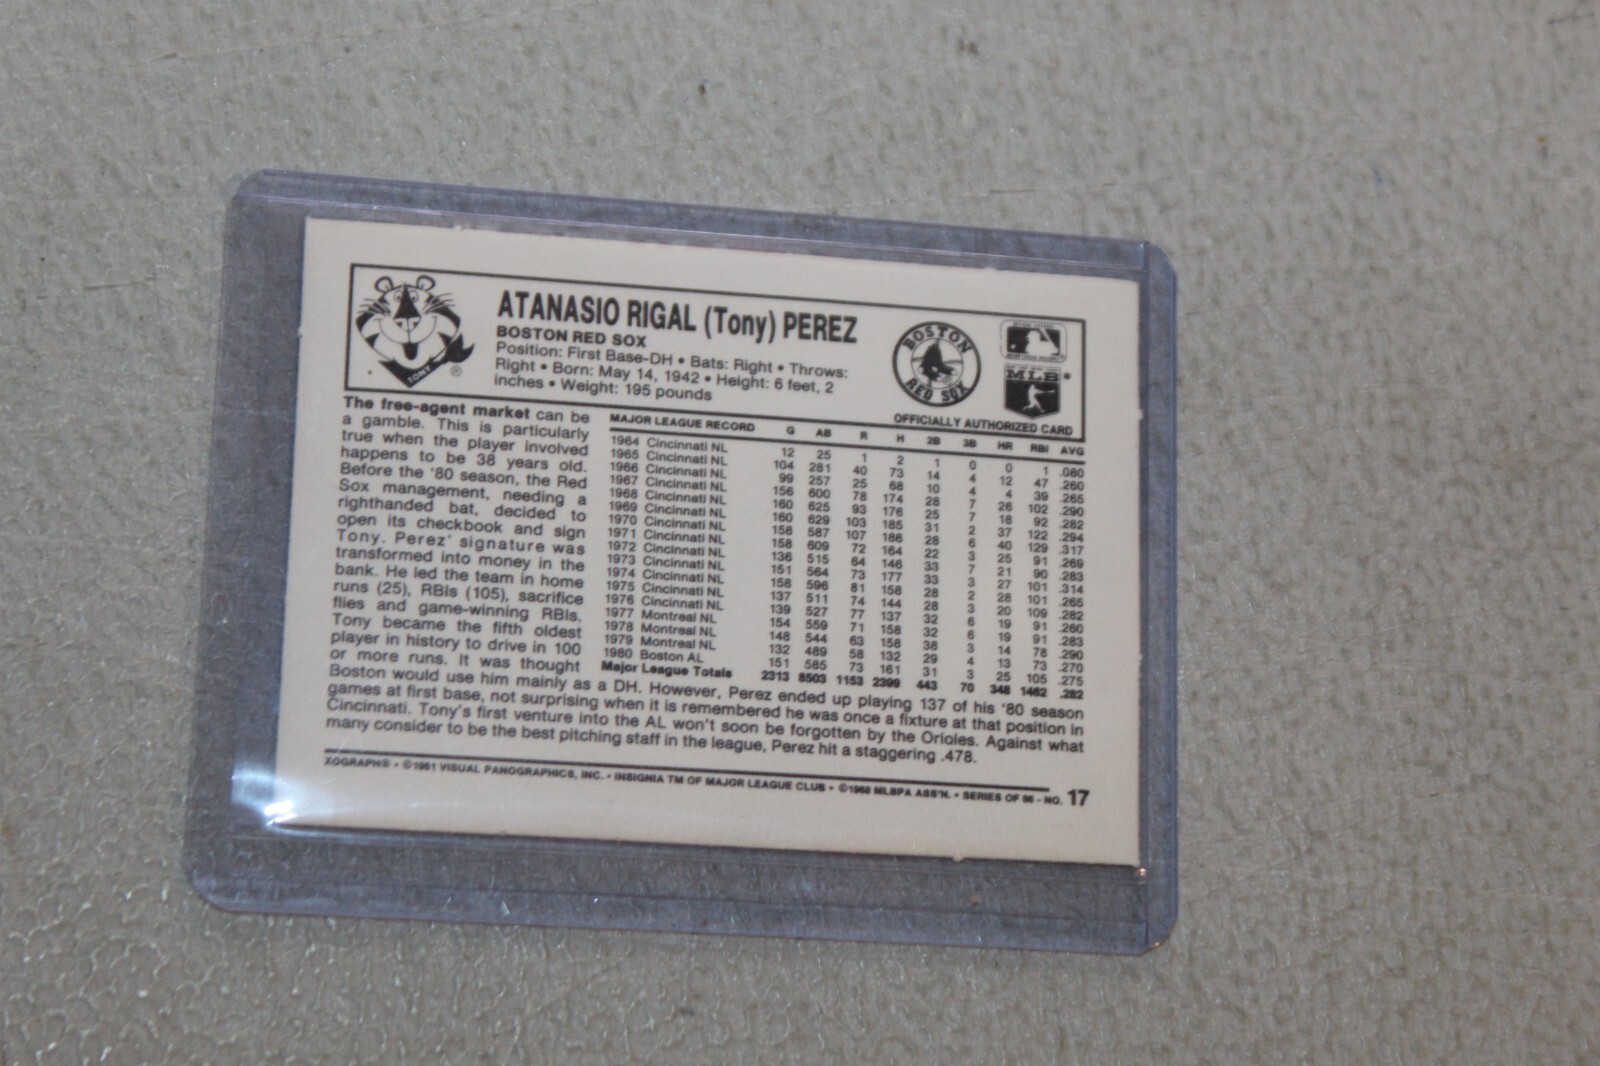 ATANASIO RIGAL (Tony) PEREZ
BOSTON RED SOX
Position: First Base-DH • Bats: Right • Throws:
Right • Born: May 14, 1942 • Height: 6 feet, 2
inches • Weight: 195 pounds
TONY ®
BOSTON
RED SOX
MLB*
OFFICIALLY AUTHORIZED CARD
The free-agent market can be
a gamble. This is particularly
true when the player involved
happens to be 38 years old.
Before the '80 season, the Red
Sox management, needing a
righthanded bat, decided to
open its checkbook and sign
Tony. Perez' signature was
transformed into money in the
bank. He led the team in home
runs (25), RBIs (105), sacrifice
flies and game-winning RBIs.
Tony became the fifth oldest
player in history to drive in 100
or more runs. It was thought
MAJOR LEAGUE RECORD G AB R H 2B 3B HR RBI AVG
1964 Cincinnati NL 12 25 1 2 1 0 0 1 .080
1965 Cincinnati NL 104 281 40 73 14 4 12 47 .260
1966 Cincinnati NL 99 257 25 68 10 4 4 39 .265
1967 Cincinnati NL 156 600 78 174 28 7 26 102 .290
1968 Cincinnati NL 160 625 93 176 25 7 18 92 .282
1969 Cincinnati NL 160 629 103 185 31 2 37 122 .294
1970 Cincinnati NL 158 587 107 186 28 6 40 129 .317
1971 Cincinnati NL 158 609 72 164 22 3 25 91 .269
1972 Cincinnati NL 136 515 64 146 33 7 21 90 .283
1973 Cincinnati NL 151 564 73 177 33 3 27 101 .314
1974 Cincinnati NL 158 596 81 158 28 2 28 101 .265
1975 Cincinnati NL 137 511 74 144 28 3 20 109 .282
1976 Cincinnati NL 139 527 77 137 32 6 19 91 .260
1977 Montreal NL 154 559 71 158 32 6 19 91 .283
1978 Montreal NL 148 544 63 158 38 3 14 78 .290
1979 Montreal NL 132 489 58 132 29 4 13 73 .270
1980 Boston AL 151 585 73 161 31 3 25 105 .275
Major League Totals 2313 8503 1153 2399 443 70 348 1462 .282
Boston would use him mainly as a DH. However, Perez ended up playing 137 of his '80 season
games at first base, not surprising when it is remembered he was once a fixture at that position in
Cincinnati. Tony's first venture into the AL won't soon be forgotten by the Orioles. Against what
many consider to be the best pitching staff in the league, Perez hit a staggering .478.
XOGRAPH® • ©1981 VISUAL PANOGRAPHICS, INC. • INSIGNIA TM OF MAJOR LEAGUE CLUB • ©1968 MLBPA ASS'N. • SERIES OF 66 - NO. 17